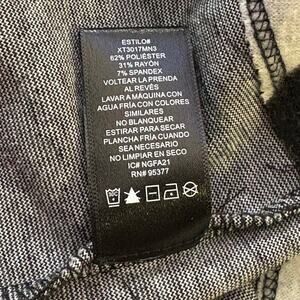 ESTILO#
XT3017MN3
62% POLIÉSTER
31% RAYÓN
7% SPANDEX
VOLTEAR LA PRENDA
AL REVÉS
LAVAR A MÁQUINA CON
AGUA FRÍA CON COLORES
SIMILARES
NO BLANQUEAR
ESTIRAR PARA SECAR
PLANCHA FRÍA CUANDO
SEA NECESARIO
NO LIMPIAR EN SECO
IC# NGFA21
RN# 95377